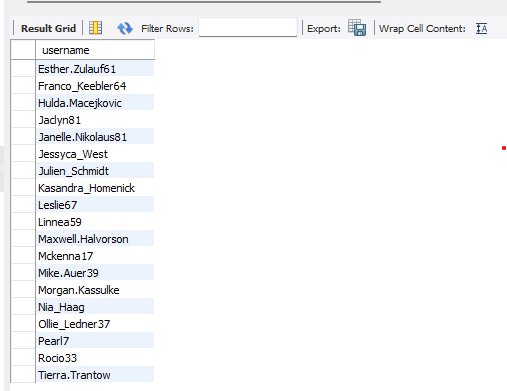 Result Grid Filter Rows: Export: Wrap Cell Content:
username
Esther.Zulauf61
Franco_Keebler64
Hulda.Macejkovic
Jaclyn81
Janelle.Nikolaus81
Jessyca_West
Julien_Schmidt
Kasandra_Homenick
Leslie67
Linnea59
Maxwell.Halvorson
Mckenna17
Mike.Auer39
Morgan.Kassulke
Nia_Haag
Ollie_Ledner37
Pearl7
Rocio33
Tierra.Trantow